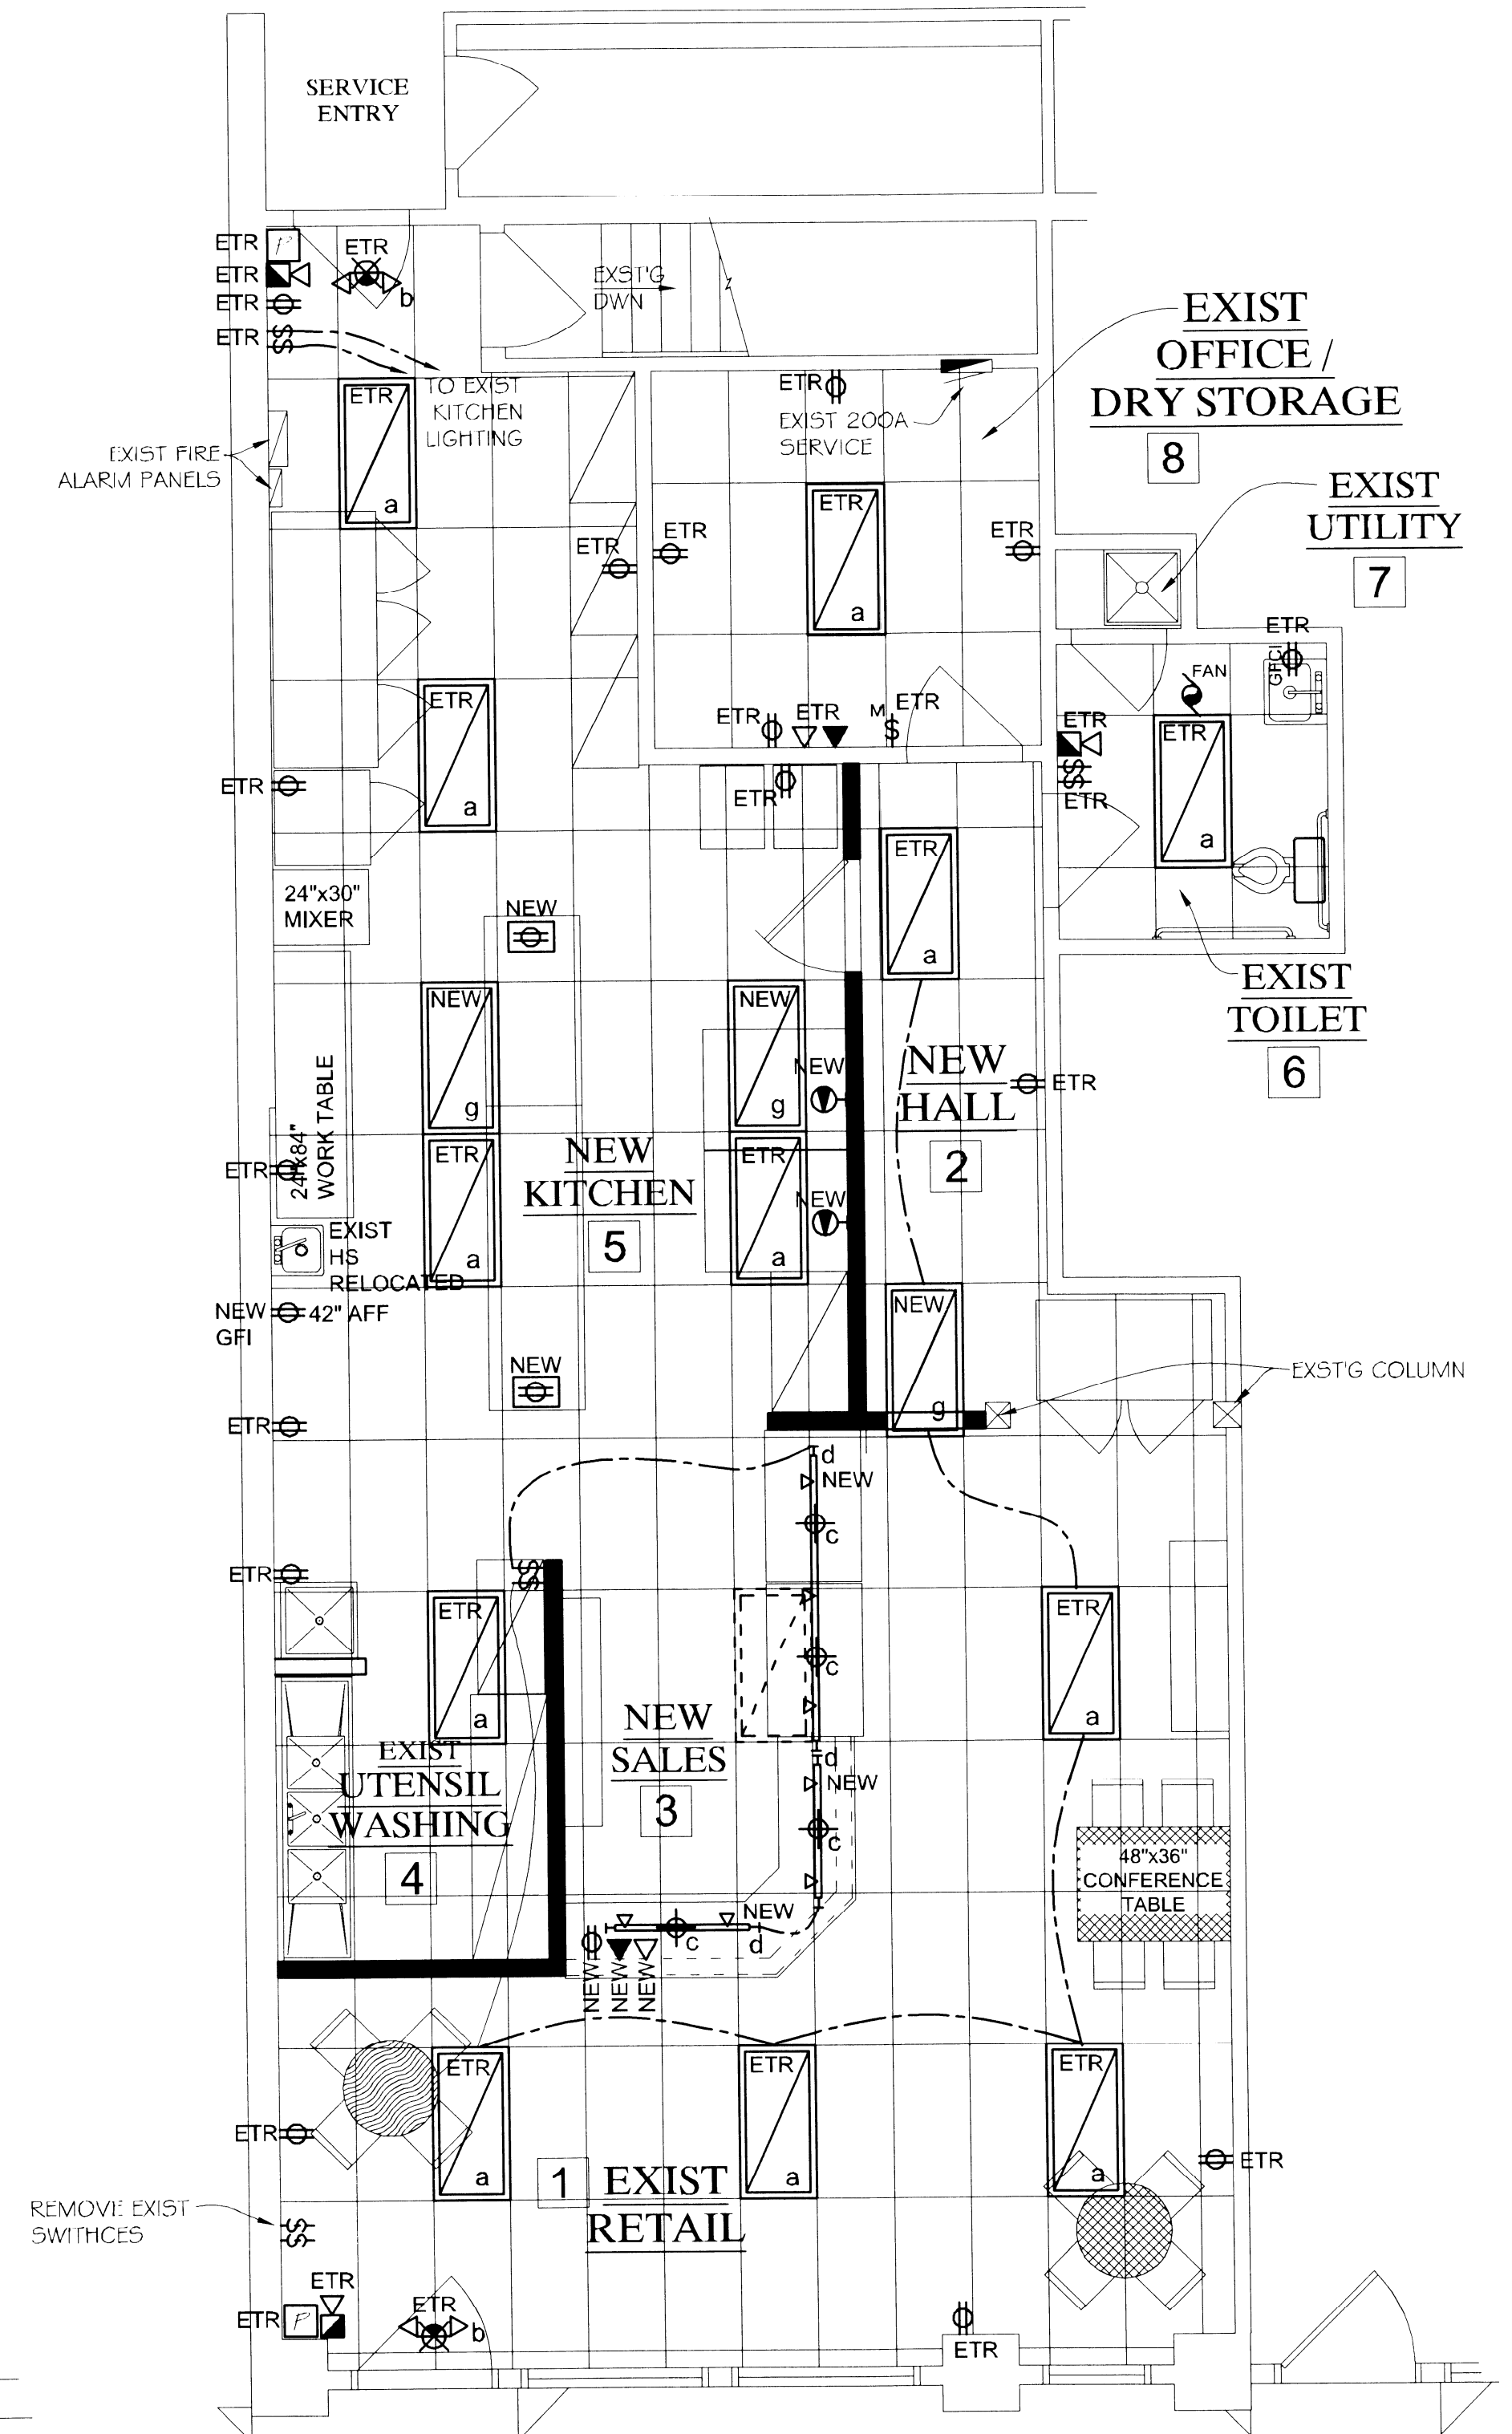 SERVICE
ENTRY
ETR
P
ETR
ETR
b
ETR
ETR
SS
EXST'G
DWN
TO EXIST
KITCHEN
LIGHTING
ETR
a
EXIST FIRE
ALARM PANELS
ETR
EXIST 200A
SERVICE
EXIST
OFFICE /
DRY STORAGE
8
EXIST
UTILITY
7
ETR
a
ETR
ETR
ETR
ETR
GFCI
FAN
ETR
a
ETR
ETR
M
S
ETR
ETR
SS
ETR
ETR
a
ETR
ETR
ETR
a
24"x30"
MIXER
NEW
EXIST
TOILET
6
NEW
g
NEW
g
NEW
NEW
HALL
2
ETR
24"x84"
WORK TABLE
ETR
ETR
a
NEW
KITCHEN
5
ETR
a
NEW
EXIST
HS
RELOCATED
NEW
GFI
42" AFF
NEW
g
NEW
EXST'G COLUMN
ETR
d
NEW
c
ETR
SS
ETR
a
ETR
a
c
NEW
SALES
3
d
NEW
c
EXIST
UTENSIL
WASHING
4
48"x36"
CONFERENCE
TABLE
NEW
c
d
NEW
NEW
NEW
ETR
a
ETR
a
ETR
a
ETR
ETR
1
EXIST
RETAIL
REMOVE EXIST
SWITHCES
SS
ETR
ETR
P
ETR
b
ETR